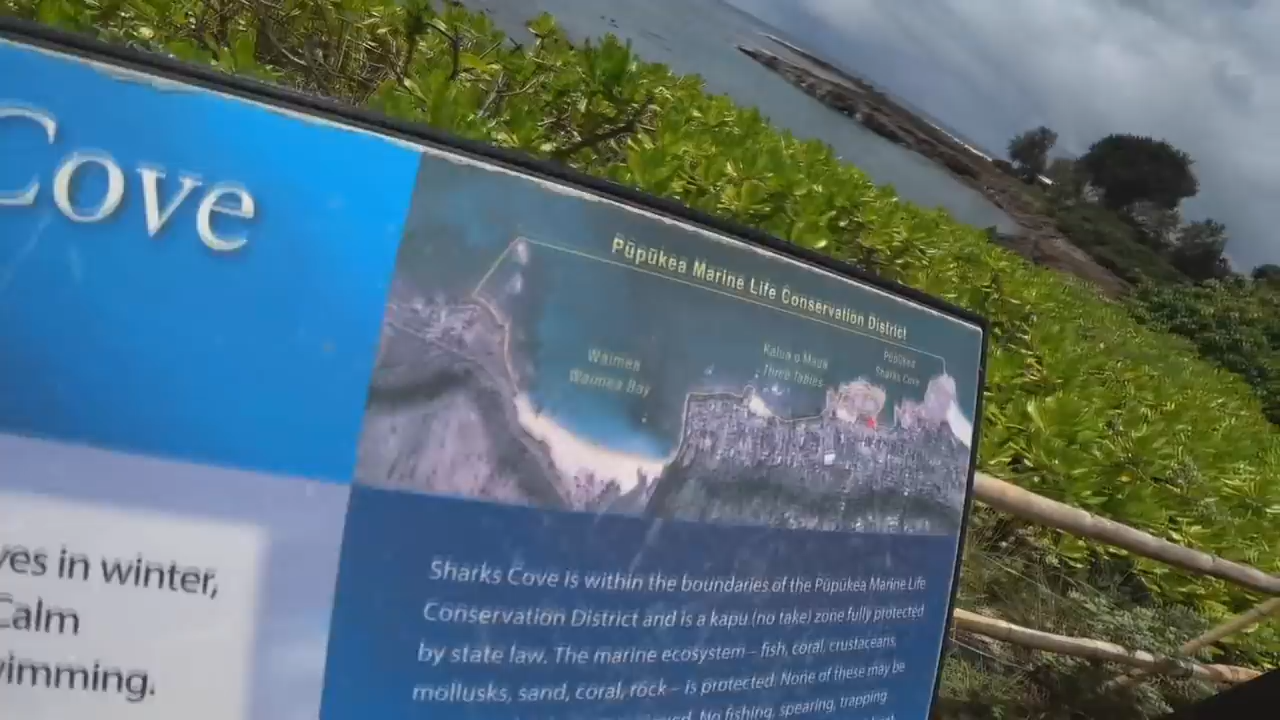 Cove
Pūpūkea Marine Life Conservation District
Waimea
Waimea Bay
Kalua o Maua
Three Tables
Pūpūkea
Sharks Cove
in winter,
Calm
Sharks Cove is within the boundaries of the Pūpūkea Marine Life
Conservation District and is a kapu (no take) zone fully protected
by state law. The marine ecosystem – fish, coral, crustaceans,
mollusks, sand, coral, rock – is protected. None of these may be
No fishing, spearing, trapping